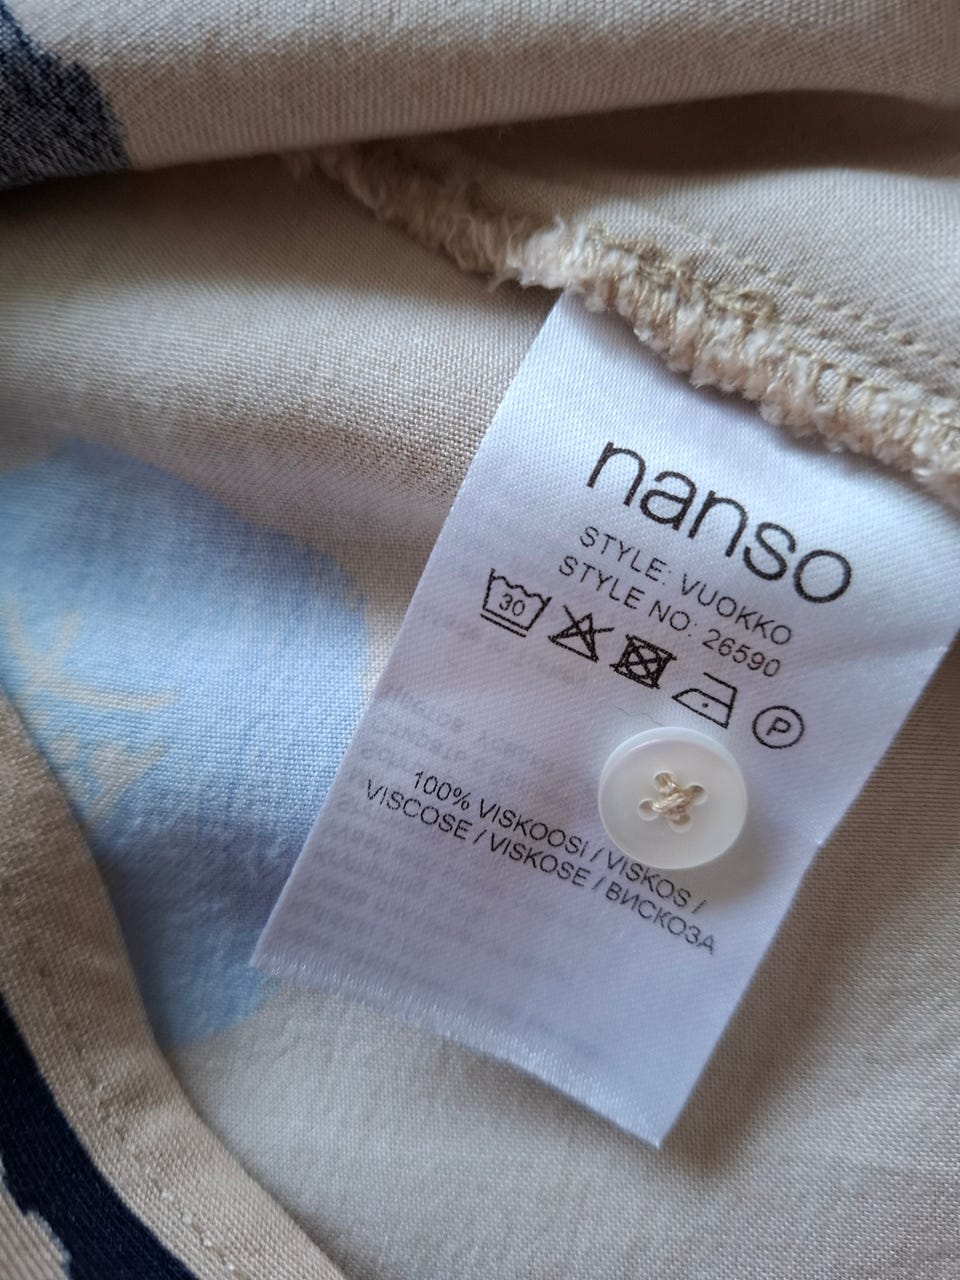 nanso
STYLE: VUOKKO
STYLE NO: 26590
30
P
100% VISKOOSI / VISKOS /
VISCOSE / VISKOSE / ВИСКОЗА